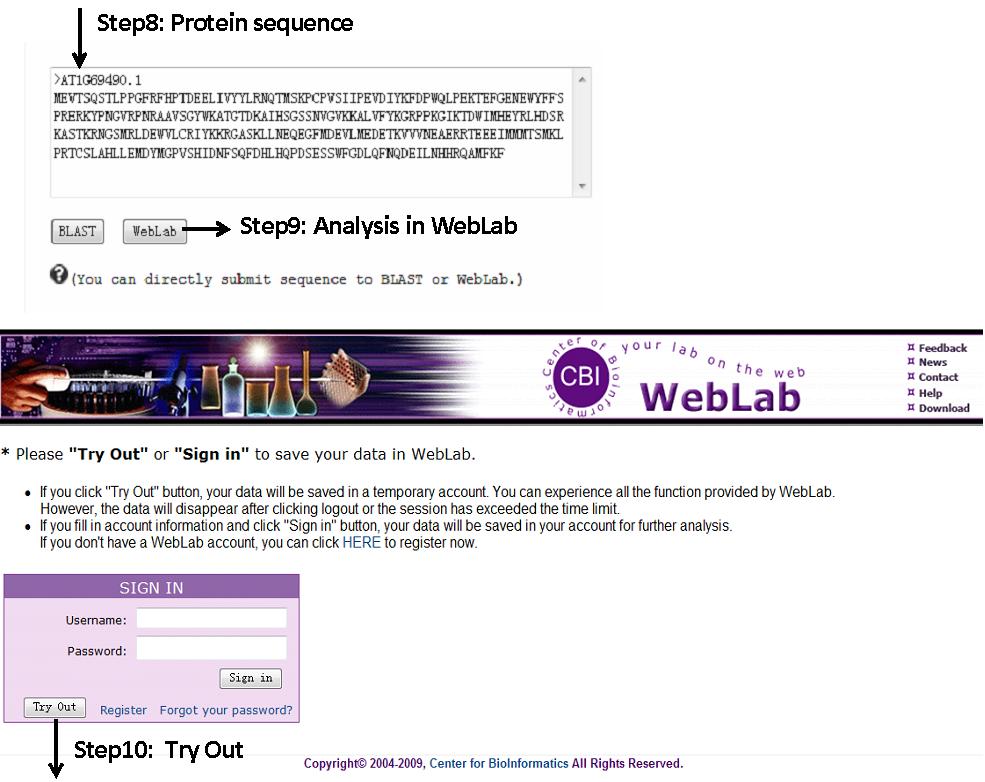 Step8: Protein sequence
>AT1G69490.1
MEVTSQSTLPPGFRFHPTDEELIVYYLRNQTMSKPCPVSIIPEVDIYKFDPWQLPEKTEFGENEWYFFS
PRERKYPNGVRPNRAAVSGYWKATGTDKAIHSGSSNVGVKKALVFYKGRPPKGIKTDWIMHEYRLHDSR
KASTKRNGSMRLDEWVLCRIYKKRGASKLLNEQEGFMDEVLMEDETKVVVNEAERRTEEEIMMMTSMKL
PRTCSLAHLLEMDYMGPVSHIDNFSQFDHLHQPDSESSWFGDLQFNQDEILNHHRQAMFKF
BLAST WebLab Step9: Analysis in WebLab
(You can directly submit sequence to BLAST or WebLab.)
Center of Bioinformatics
CBI
your lab on the web
WebLab
Feedback
News
Contact
Help
Download
* Please "Try Out" or "Sign in" to save your data in WebLab.
• If you click "Try Out" button, your data will be saved in a temporary account. You can experience all the function provided by WebLab.
However, the data will disappear after clicking logout or the session has exceeded the time limit.
• If you fill in account information and click "Sign in" button, your data will be saved in your account for further analysis.
If you don't have a WebLab account, you can click HERE to register now.
SIGN IN
Username:
Password:
Sign in
Try Out Register Forgot your password?
Step10: Try Out
Copyright© 2004-2009, Center for BioInformatics All Rights Reserved.